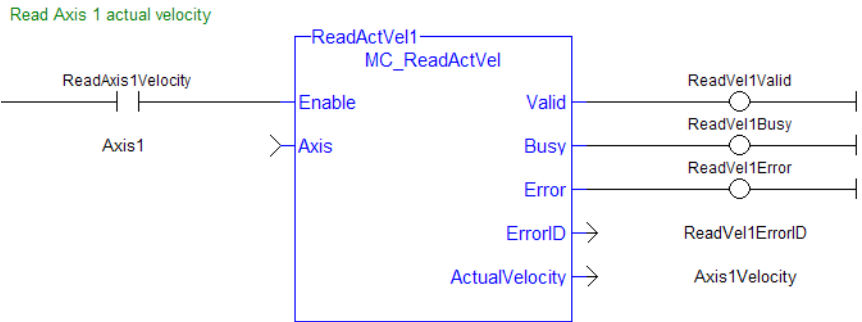 Read Axis 1 actual velocity
ReadActVel1
MC_ReadActVel
ReadAxis1Velocity
Enable
Valid
ReadVel1Valid
Axis1
Axis
Busy
ReadVel1Busy
Error
ReadVel1Error
ErrorID
ReadVel1ErrorID
ActualVelocity
Axis1Velocity